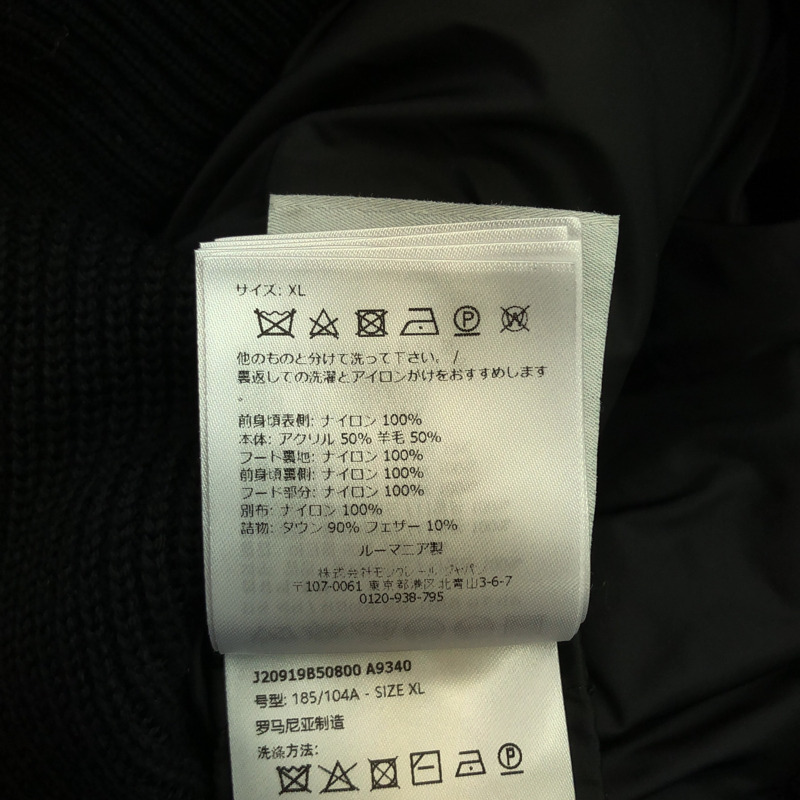 サイズ: XL
他のものと分けて洗って下さい。 /
裏返しての洗濯とアイロンがけをおすすめします
。
前身頃表側: ナイロン 100%
本体: アクリル 50% 羊毛 50%
フート裏地: ナイロン 100%
前身頃裏側: ナイロン 100%
フード部分: ナイロン 100%
別布: ナイロン 100%
詰物: ダウン 90% フェザー 10%
ルーマニア製
株式会社モンクレール ジャパン
〒107-0061 東京都港区北青山3-6-7
0120-938-795
J20919B50800 A9340
号型: 185/104A - SIZE XL
罗马尼亚制造
洗涤方法: